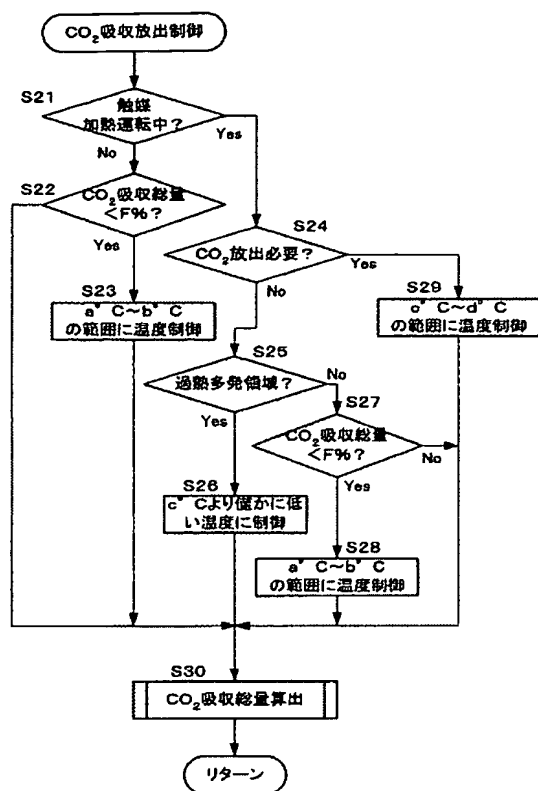 CO₂吸収放出制御
S21
触媒
加熱運転中?
Yes
No
S22
CO₂吸収総量
<F%?
Yes
S24
CO₂放出必要?
Yes
No
S23
a°C~b°C
の範囲に温度制御
S29
c°C~d°C
の範囲に温度制御
S25
過熱多発領域?
No
Yes
S27
CO₂吸収総量
<F%?
No
Yes
S26
c°Cより僅かに低
い温度に制御
S28
a°C~b°C
の範囲に温度制御
S30
CO₂吸収総量算出
リターン